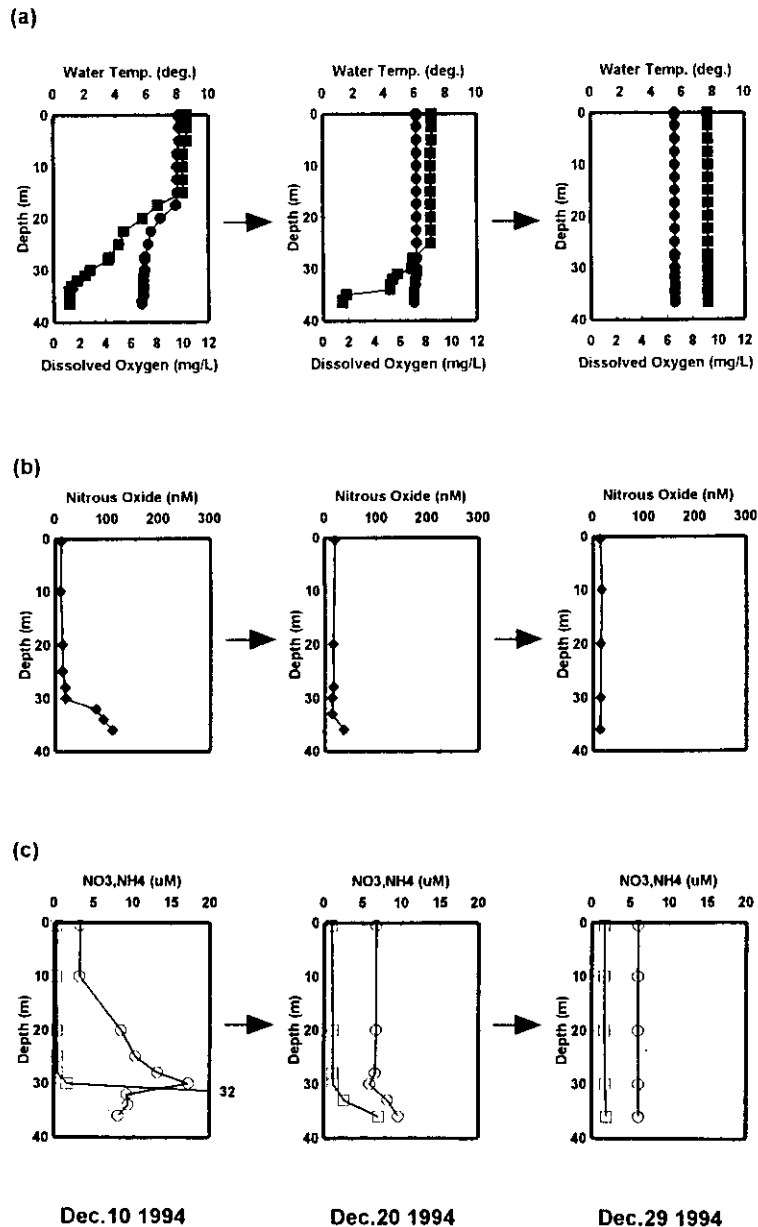 (a)
Water Temp. (deg.) Water Temp. (deg.) Water Temp. (deg.)
0 2 4 6 8 10 0 2 4 6 8 10 0 2 4 6 8 10
0 0 0
10 10 10
20 20 20
30 30 30
40 40 40
Depth (m) Depth (m) Depth (m)
0 2 4 6 8 10 12 0 2 4 6 8 10 12 0 2 4 6 8 10 12
Dissolved Oxygen (mg/L) Dissolved Oxygen (mg/L) Dissolved Oxygen (mg/L)
(b)
Nitrous Oxide (nM) Nitrous Oxide (nM) Nitrous Oxide (nM)
0 100 200 300 0 100 200 300 0 100 200 300
0 0 0
10 10 10
20 20 20
30 30 30
40 40 40
Depth (m) Depth (m) Depth (m)
(c)
NO3,NH4 (uM) NO3,NH4 (uM) NO3,NH4 (uM)
0 5 10 15 20 0 5 10 15 20 0 5 10 15 20
0 0 0
10 10 10
20 20 20
30 32 30 30
40 40 40
Depth (m) Depth (m) Depth (m)
Dec.10 1994 Dec.20 1994 Dec.29 1994